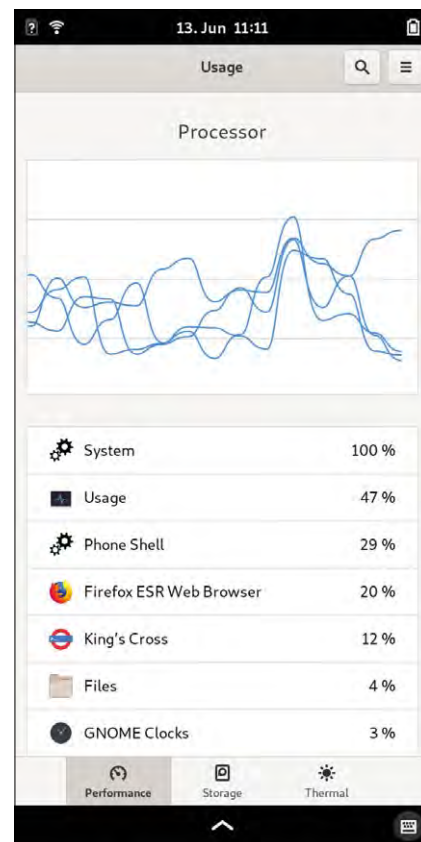 13. Jun 11:11
Usage
Processor
System 100 %
Usage 47 %
Phone Shell 29 %
Firefox ESR Web Browser 20 %
King's Cross 12 %
Files 4 %
GNOME Clocks 3 %
Performance Storage Thermal